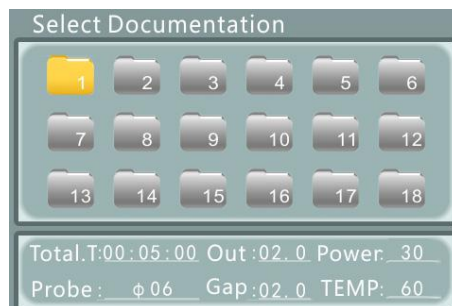 Select Documentation
1 2 3 4 5 6
7 8 9 10 11 12
13 14 15 16 17 18
Total.T:00:05:00 Out:02.0 Power: 30
Probe: φ06 Gap:02.0 TEMP: 60